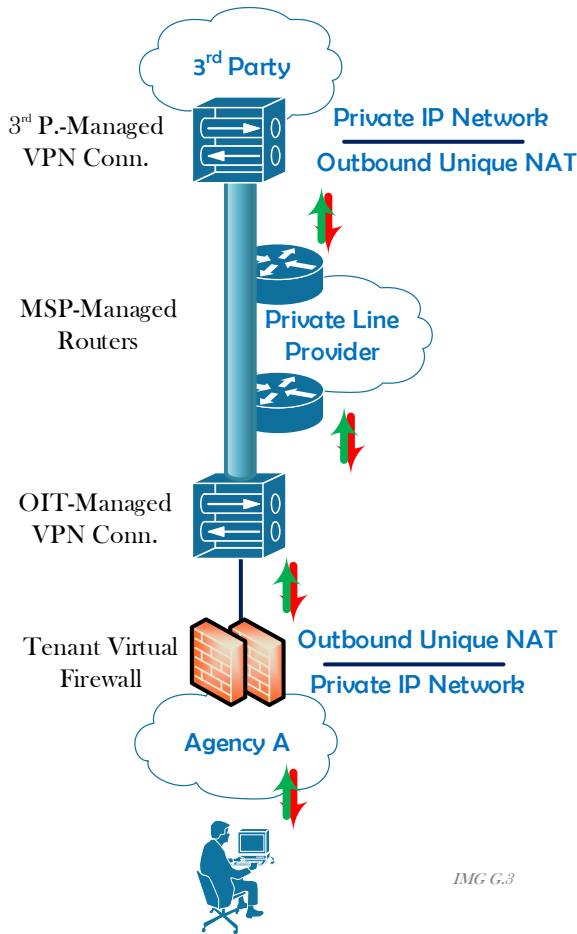 3rd Party
3rd P.-Managed
VPN Conn.
Private IP Network
Outbound Unique NAT
MSP-Managed
Routers
Private Line
Provider
OIT-Managed
VPN Conn.
Tenant Virtual
Firewall
Outbound Unique NAT
Private IP Network
Agency A
IMG G.3